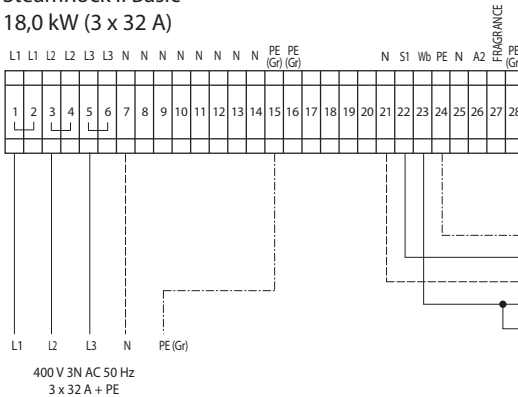 SteamRock II Basic
18,0 kW (3 x 32 A)
FRAGRANCE
L1 L1 L2 L2 L3 L3 N N N N N N N N PE (Gr) PE (Gr) N S1 Wb PE N A2 PE (Gr)
1 2 3 4 5 6 7 8 9 10 11 12 13 14 15 16 17 18 19 20 21 22 23 24 25 26 27 28
L1 L2 L3 N PE (Gr)
400 V 3N AC 50 Hz
3 x 32 A + PE